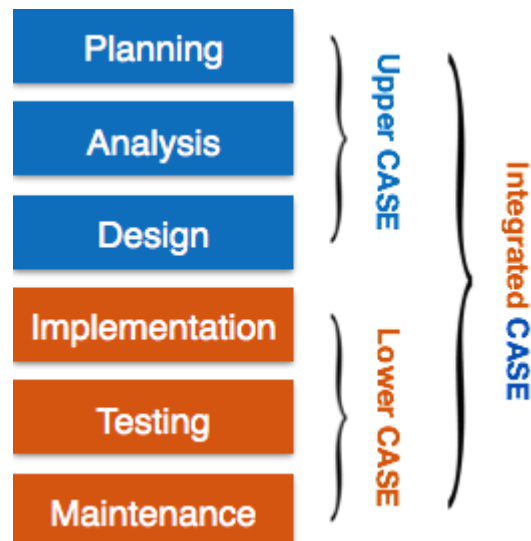 Planning
Analysis
Design
Implementation
Testing
Maintenance
Upper CASE
Lower CASE
Integrated CASE